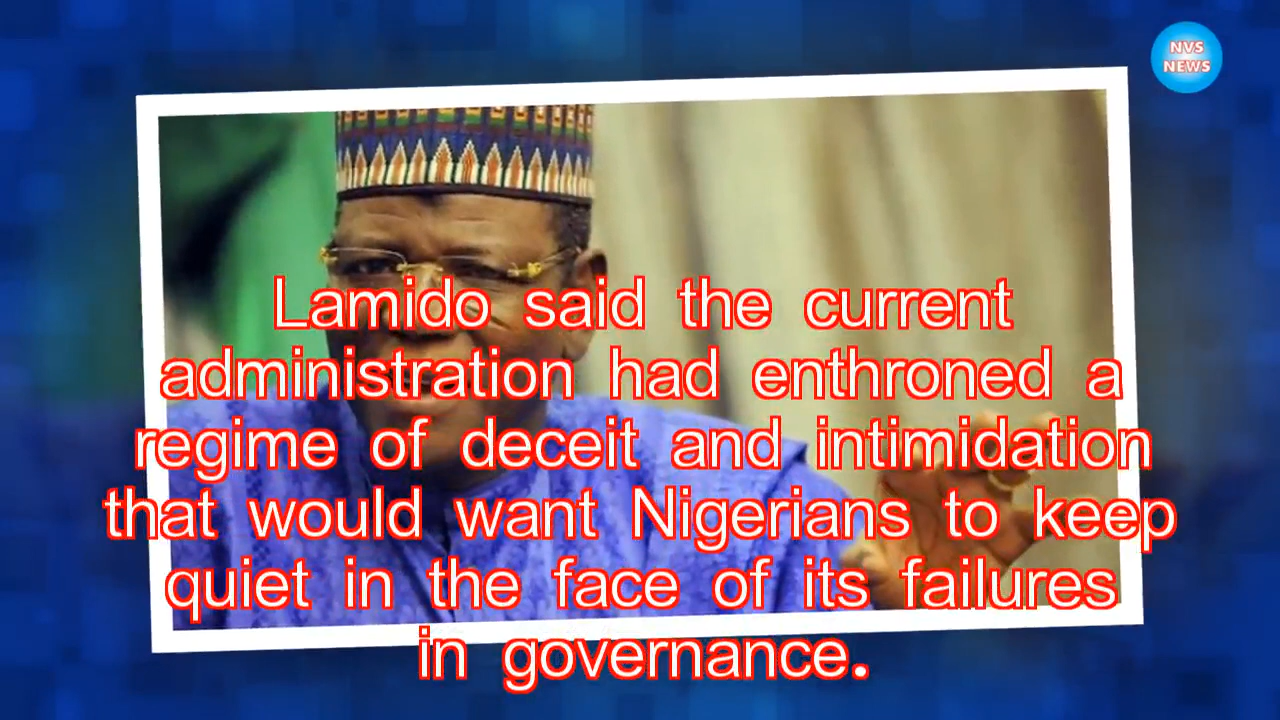 NVS
NEWS
Lamido said the current
administration had enthroned a
regime of deceit and intimidation
that would want Nigerians to keep
quiet in the face of its failures
in governance.